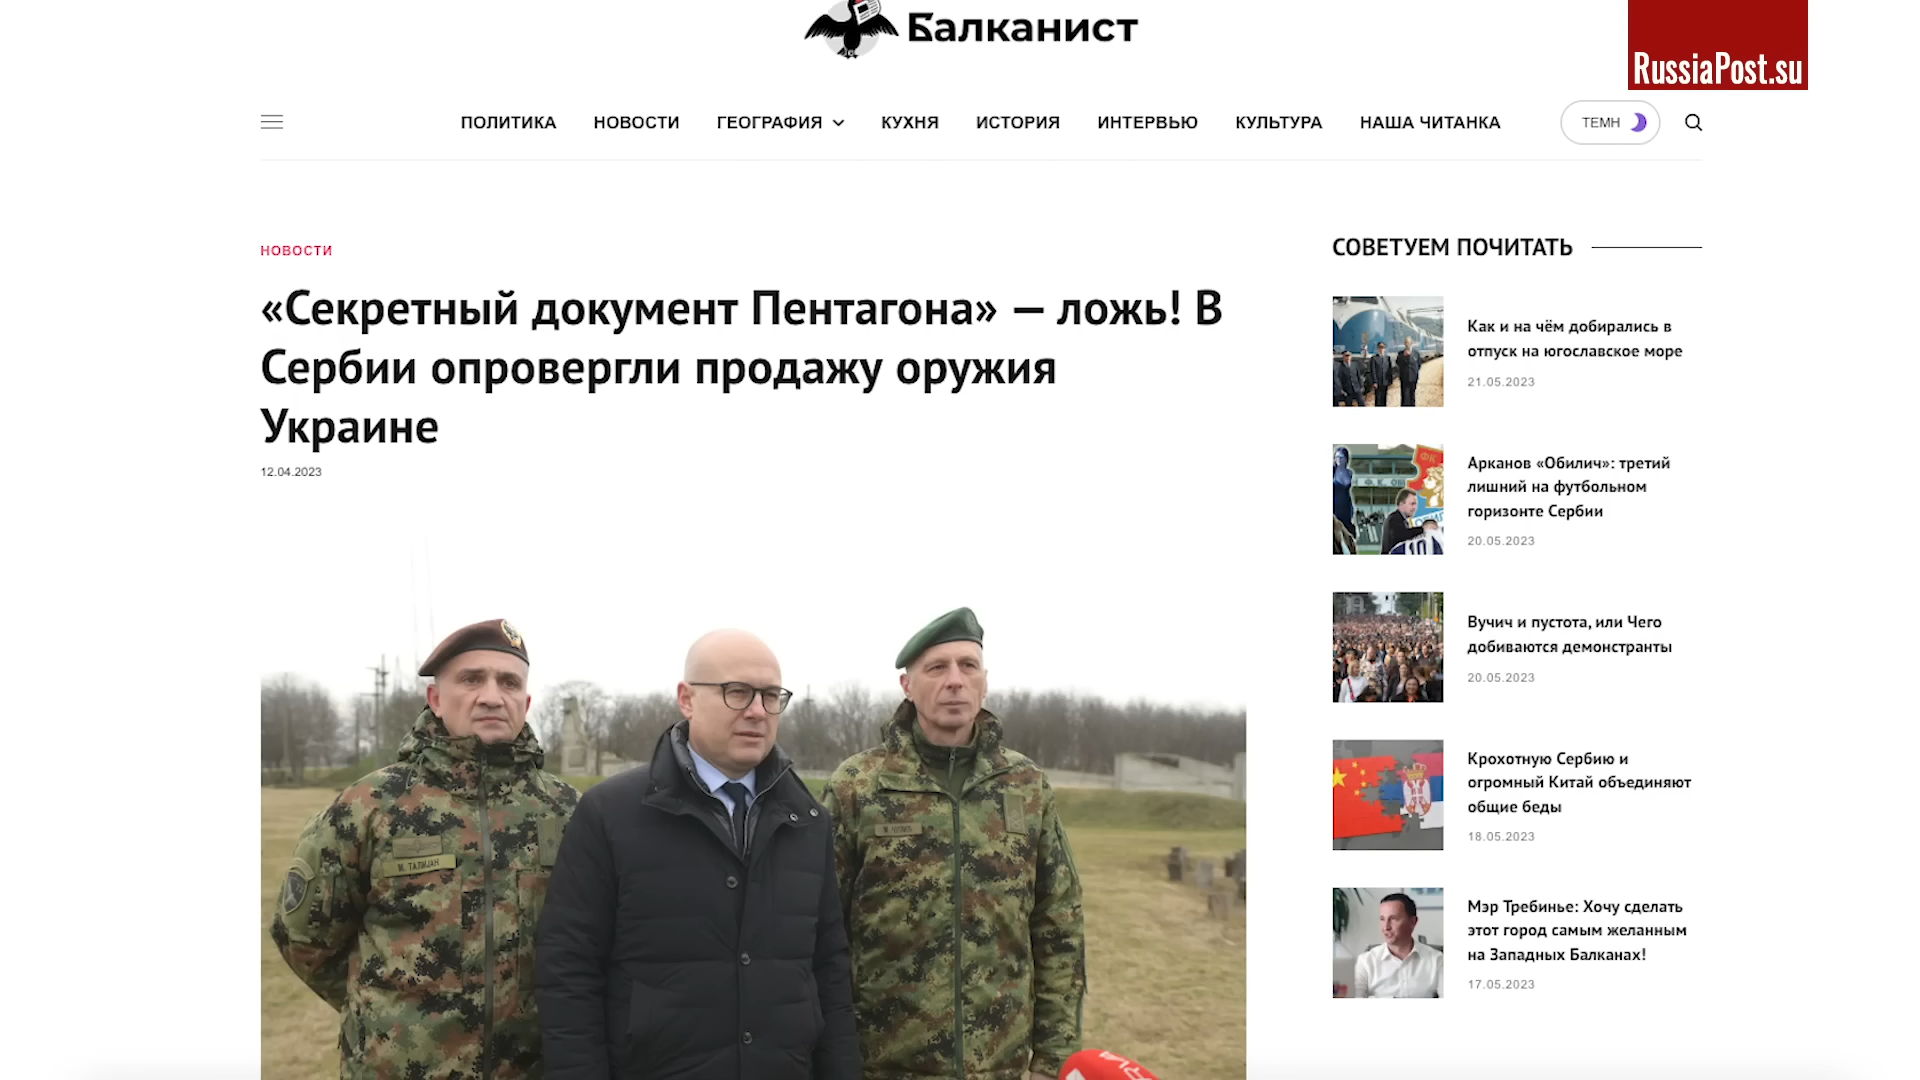 Балканист
RussiaPost.su
ПОЛИТИКА НОВОСТИ ГЕОГРАФИЯ КУХНЯ ИСТОРИЯ ИНТЕРВЬЮ КУЛЬТУРА НАША ЧИТАНКА ТЕМН
НОВОСТИ
«Секретный документ Пентагона» — ложь! В
Сербии опровергли продажу оружия
Украине
12.04.2023
М. ТАЛИЈАН
СОВЕТУЕМ ПОЧИТАТЬ
Как и на чём добирались в
отпуск на югославское море
21.05.2023
Арканов «Обилич»: третий
лишний на футбольном
горизонте Сербии
20.05.2023
Вучич и пустота, или Чего
добиваются демонстранты
20.05.2023
Крохотную Сербию и
огромный Китай объединяют
общие беды
18.05.2023
Мэр Требинье: Хочу сделать
этот город самым желанным
на Западных Балканах!
17.05.2023